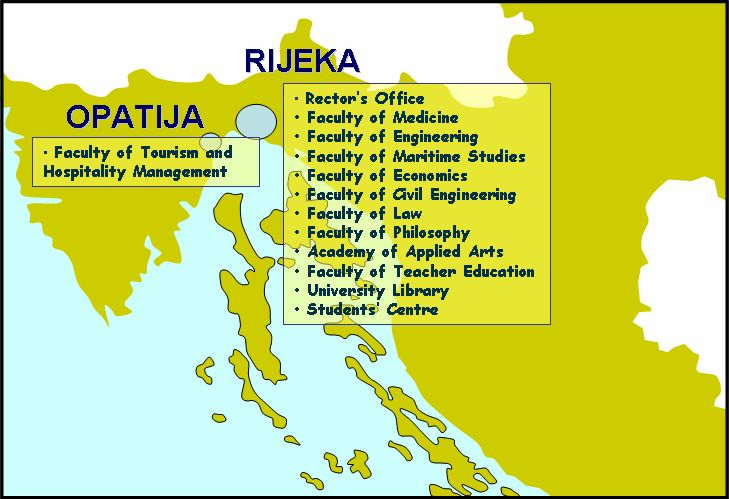 RIJEKA
OPATIJA
• Faculty of Tourism and
Hospitality Management
• Rector's Office
• Faculty of Medicine
• Faculty of Engineering
• Faculty of Maritime Studies
• Faculty of Economics
• Faculty of Civil Engineering
• Faculty of Law
• Faculty of Philosophy
• Academy of Applied Arts
• Faculty of Teacher Education
• University Library
• Students' Centre